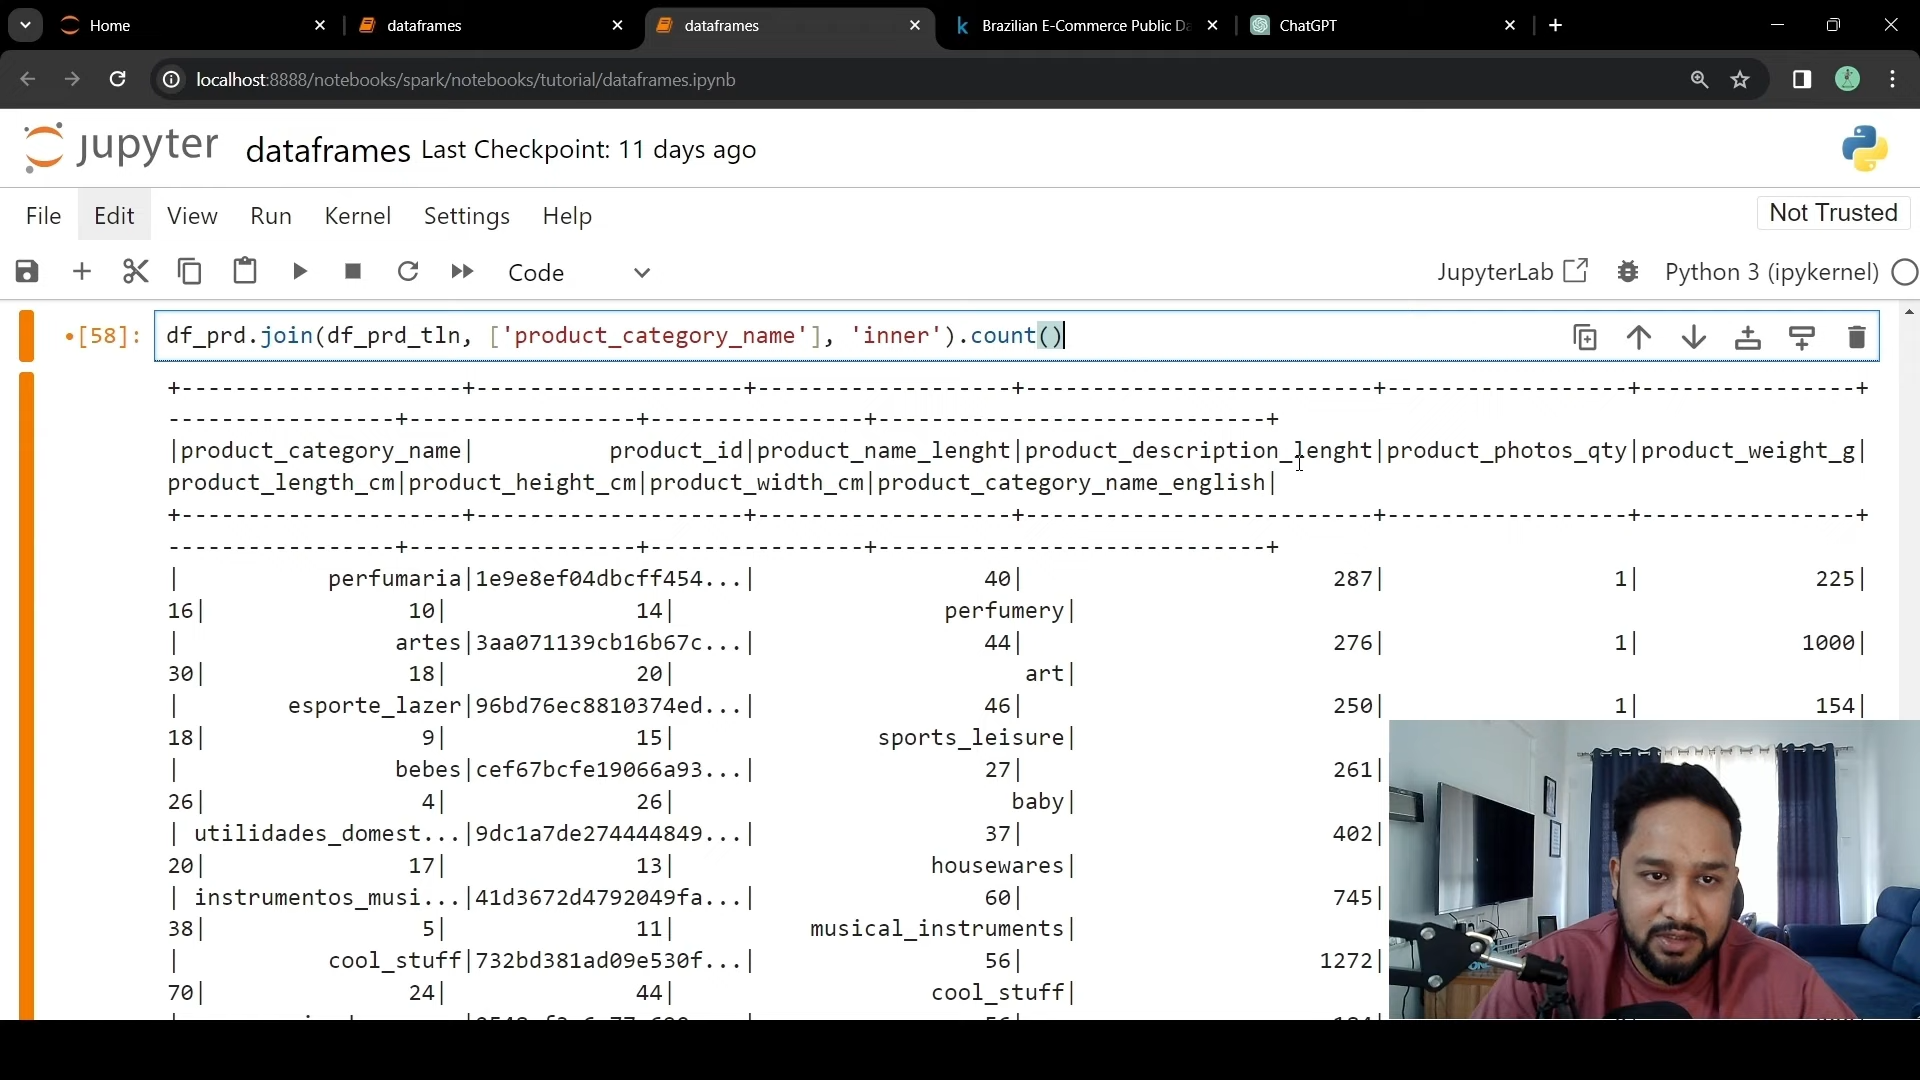 Home
dataframes
dataframes
Brazilian E-Commerce Public Da
ChatGPT
localhost:8888/notebooks/spark/notebooks/tutorial/dataframes.ipynb
jupyter dataframes Last Checkpoint: 11 days ago
File Edit View Run Kernel Settings Help
Not Trusted
Code
JupyterLab
Python 3 (ipykernel)
[58]: df_prd.join(df_prd_tln, ['product_category_name'], 'inner').count()
+---------------------+--------------------+-------------------+--------------------------+------------------+----------------+
-----------------+-----------------+----------------+-----------------------------+
|product_category_name| product_id|product_name_lenght|product_description_lenght|product_photos_qty|product_weight_g|
product_length_cm|product_height_cm|product_width_cm|product_category_name_english|
+---------------------+--------------------+-------------------+--------------------------+------------------+----------------+
-----------------+-----------------+----------------+-----------------------------+
| perfumaria|1e9e8ef04dbcff454...| 40| 287| 1| 225|
16| 10| 14| perfumery|
| artes|3aa071139cb16b67c...| 44| 276| 1| 1000|
30| 18| 20| art|
| esporte_lazer|96bd76ec8810374ed...| 46| 250| 1| 154|
18| 9| 15| sports_leisure|
| bebes|cef67bcfe19066a93...| 27| 261|
26| 4| 26| baby|
| utilidades_domest...|9dc1a7de274444849...| 37| 402|
20| 17| 13| housewares|
| instrumentos_musi...|41d3672d4792049fa...| 60| 745|
38| 5| 11| musical_instruments|
| cool_stuff|732bd381ad09e530f...| 56| 1272|
70| 24| 44| cool_stuff|